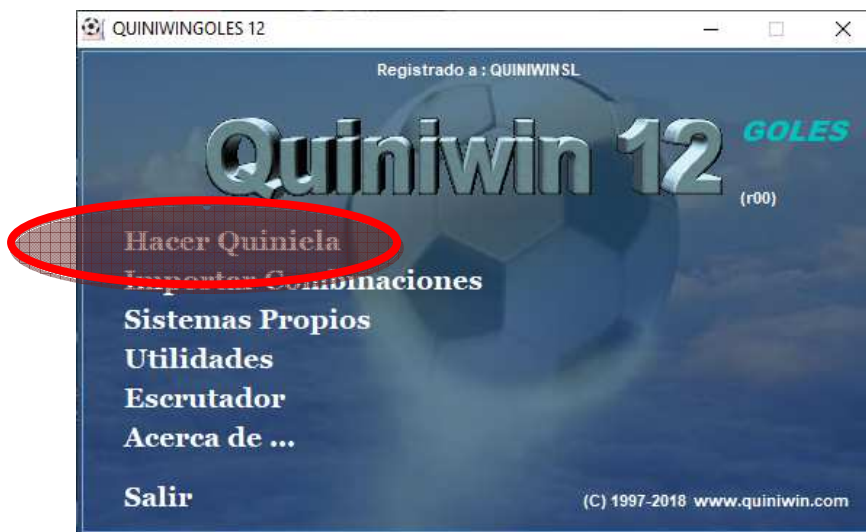 QUINIWINGOLES 12
Registrado a : QUINIWINSL
Quiniwin 12 GOLES
(r00)
Hacer Quiniela
Importar Combinaciones
Sistemas Propios
Utilidades
Escrutador
Acerca de ...
Salir
(C) 1997-2018 www.quiniwin.com